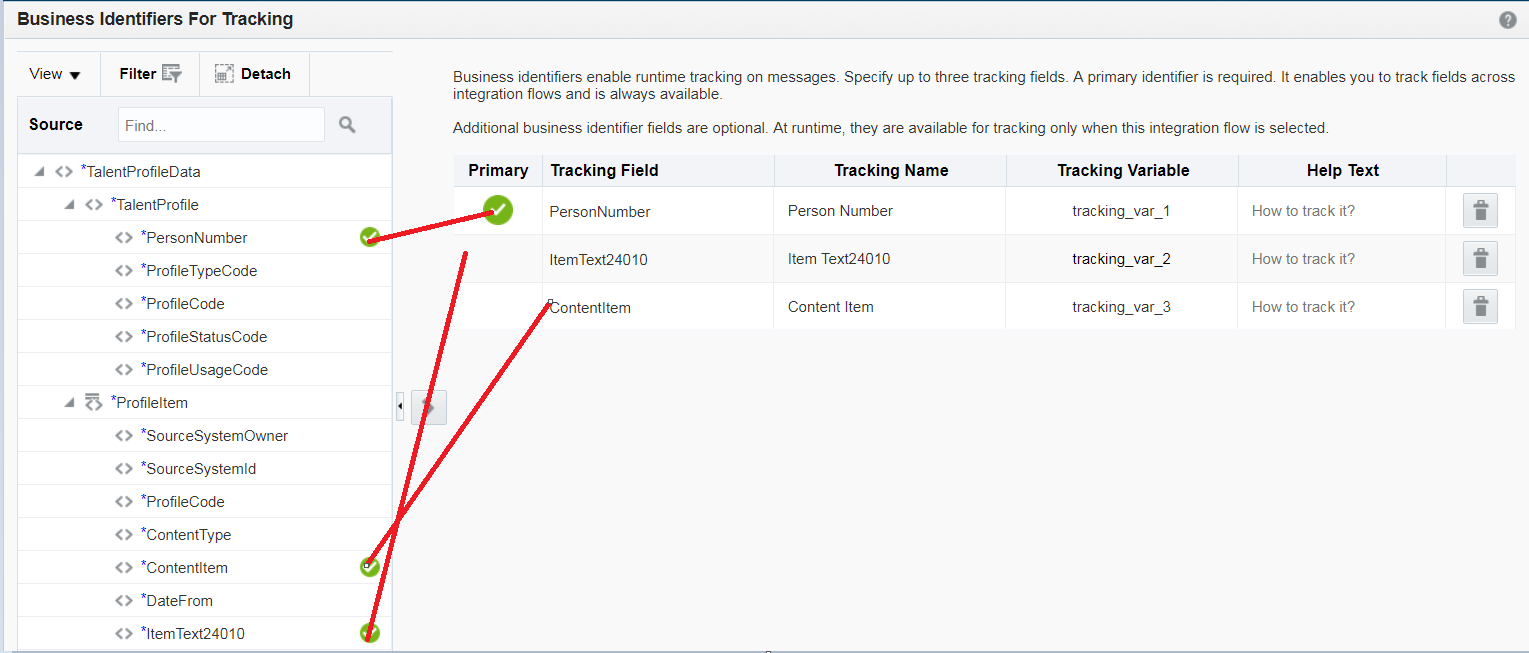 Business Identifiers For Tracking
?
View Filter Detach
Source Find...
*TalentProfileData
*TalentProfile
*PersonNumber
*ProfileTypeCode
*ProfileCode
*ProfileStatusCode
*ProfileUsageCode
*ProfileItem
*SourceSystemOwner
*SourceSystemId
*ProfileCode
*ContentType
*ContentItem
*DateFrom
*ItemText24010
Business identifiers enable runtime tracking on messages. Specify up to three tracking fields. A primary identifier is required. It enables you to track fields across
integration flows and is always available.
Additional business identifier fields are optional. At runtime, they are available for tracking only when this integration flow is selected.
Primary Tracking Field Tracking Name Tracking Variable Help Text
PersonNumber Person Number tracking_var_1 How to track it?
ItemText24010 Item Text24010 tracking_var_2 How to track it?
ContentItem Content Item tracking_var_3 How to track it?